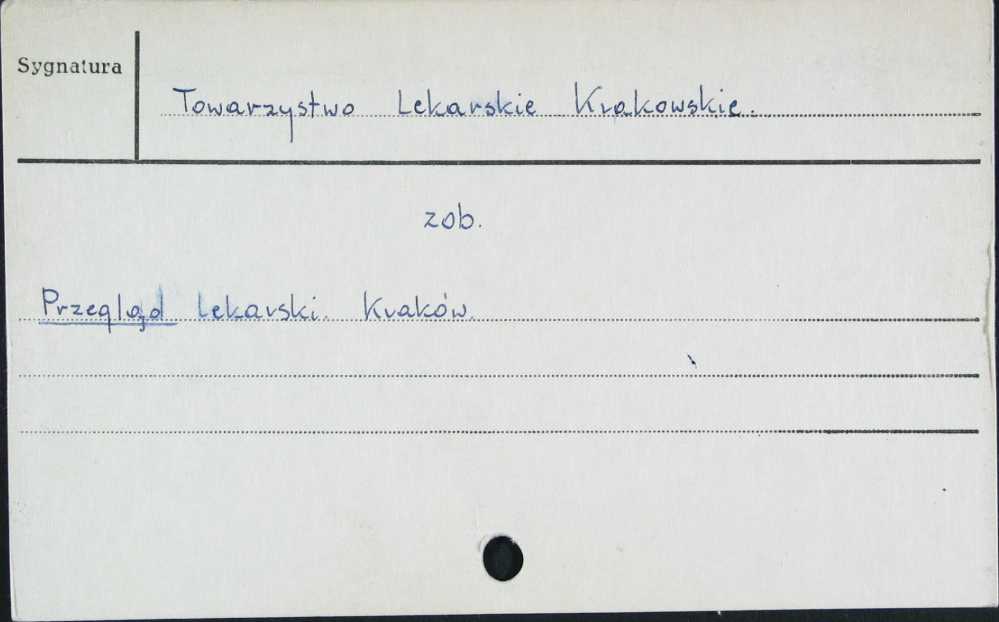 Sygnatura
Towarzystwo Lekarskie Krakowskie.
zob.
Przegląd Lekarski. Kraków.